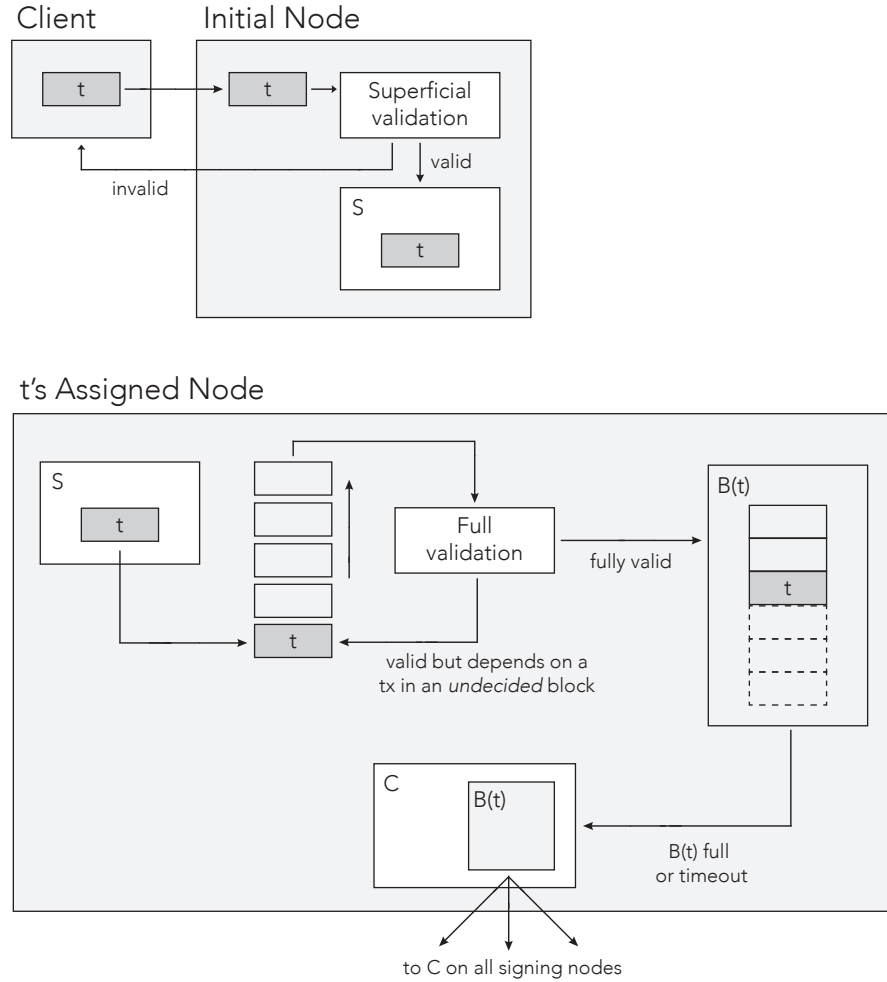 Client
Initial Node
t
t
Superficial
validation
invalid
valid
S
t
t's Assigned Node
S
t
t
Full
validation
fully valid
valid but depends on a
tx in an undecided block
B(t)
t
C
B(t)
B(t) full
or timeout
to C on all signing nodes